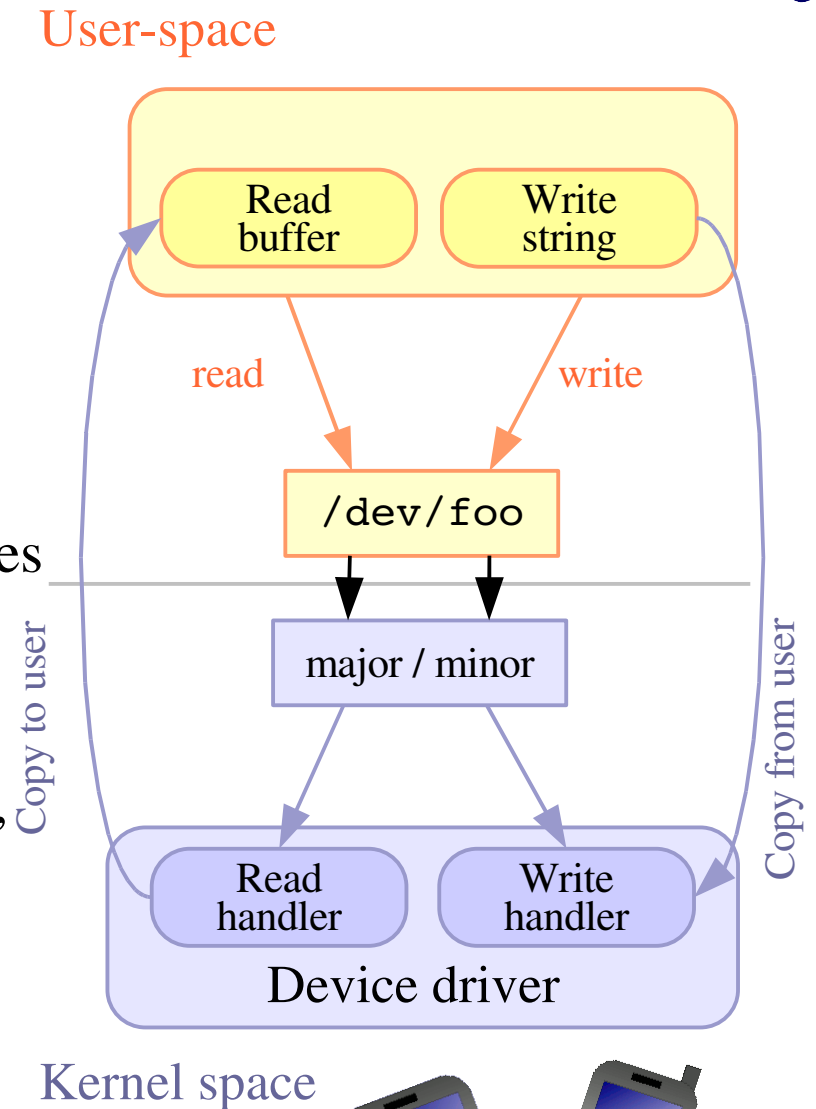 User-space
Read
buffer
Write
string
read
write
/dev/foo
es
major / minor
Copy to user
Copy from user
,
Read
handler
Write
handler
Device driver
Kernel space